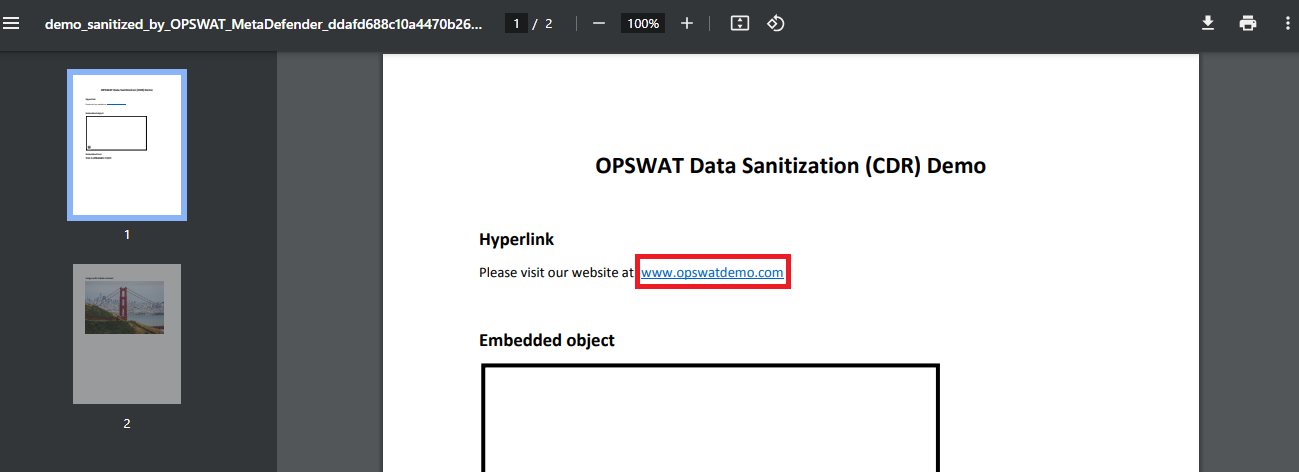 demo_sanitized_by_OPSWAT_MetaDefender_ddafd688c10a4470b26...
1 / 2
100%
1
2
OPSWAT Data Sanitization (CDR) Demo
Hyperlink
Please visit our website at www.opswatdemo.com
Embedded object